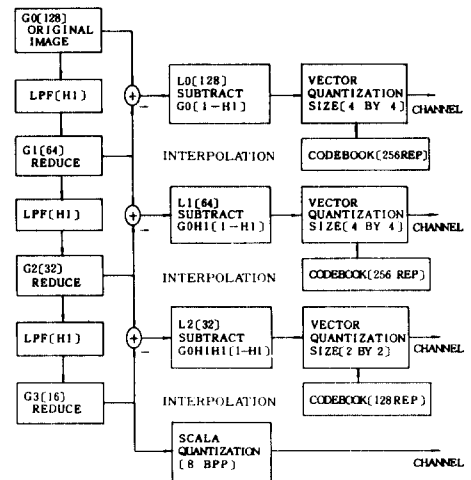 G0[128]
ORIGINAL
IMAGE
LPF[H1]
G1[64]
REDUCE
LPF[H1]
G2[32]
REDUCE
LPF[H1]
G3[16]
REDUCE
+
−
L0[128]
SUBTRACT
G0[1-H1]
VECTOR
QUANTIZATION
SIZE[4 BY 4]
CHANNEL
INTERPOLATION
CODEBOOK[256REP]
+
−
L1[64]
SUBTRACT
G0H1[1-H1]
VECTOR
QUANTIZATION
SIZE[4 BY 4]
CHANNEL
INTERPOLATION
CODEBOOK[256 REP]
+
−
L2[32]
SUBTRACT
G0H1H1[1-H1]
VECTOR
QUANTIZATION
SIZE[2 BY 2]
CHANNEL
INTERPOLATION
CODEBOOK[128REP]
SCALA
QUANTIZATION
[8 BPP]
CHANNEL